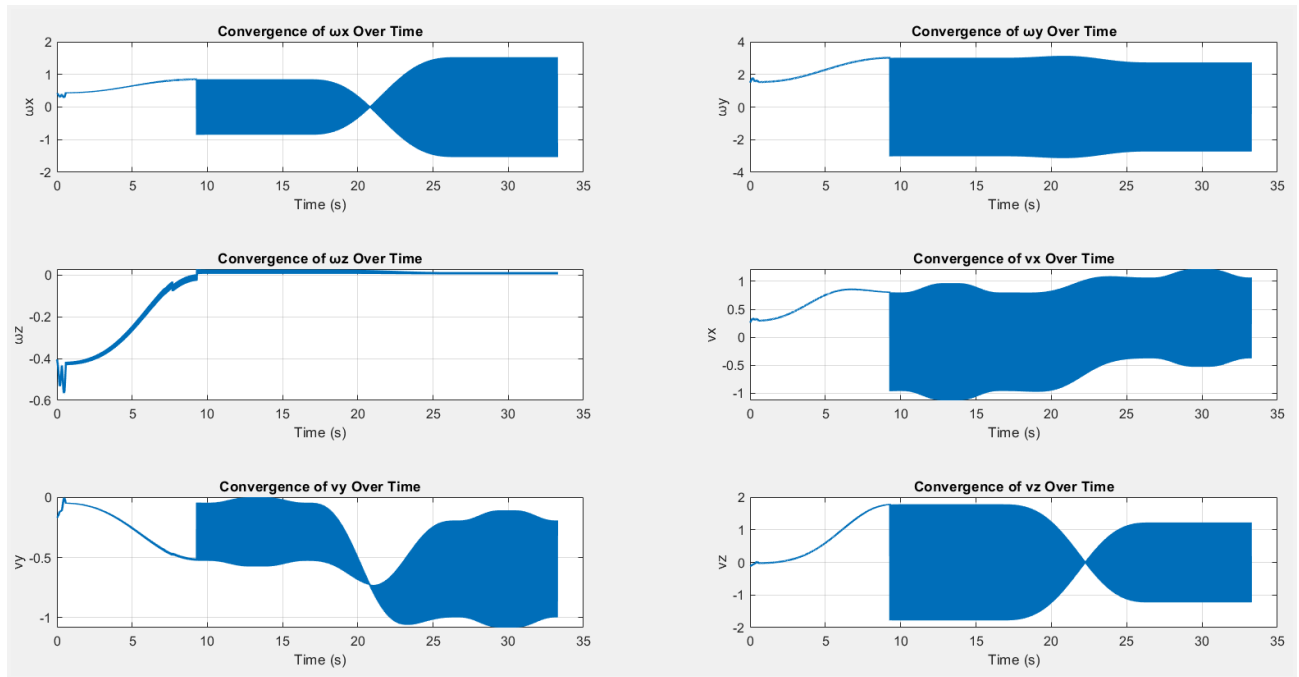 Convergence of ωx Over Time
2
1
0
-1
-2
ωx
0 5 10 15 20 25 30 35
Time (s)
Convergence of ωy Over Time
4
2
0
-2
-4
ωy
0 5 10 15 20 25 30 35
Time (s)
Convergence of ωz Over Time
0
-0.2
-0.4
-0.6
ωz
0 5 10 15 20 25 30 35
Time (s)
Convergence of vx Over Time
1
0.5
0
-0.5
-1
vx
0 5 10 15 20 25 30 35
Time (s)
Convergence of vy Over Time
0
-0.5
-1
vy
0 5 10 15 20 25 30 35
Time (s)
Convergence of vz Over Time
2
1
0
-1
-2
vz
0 5 10 15 20 25 30 35
Time (s)